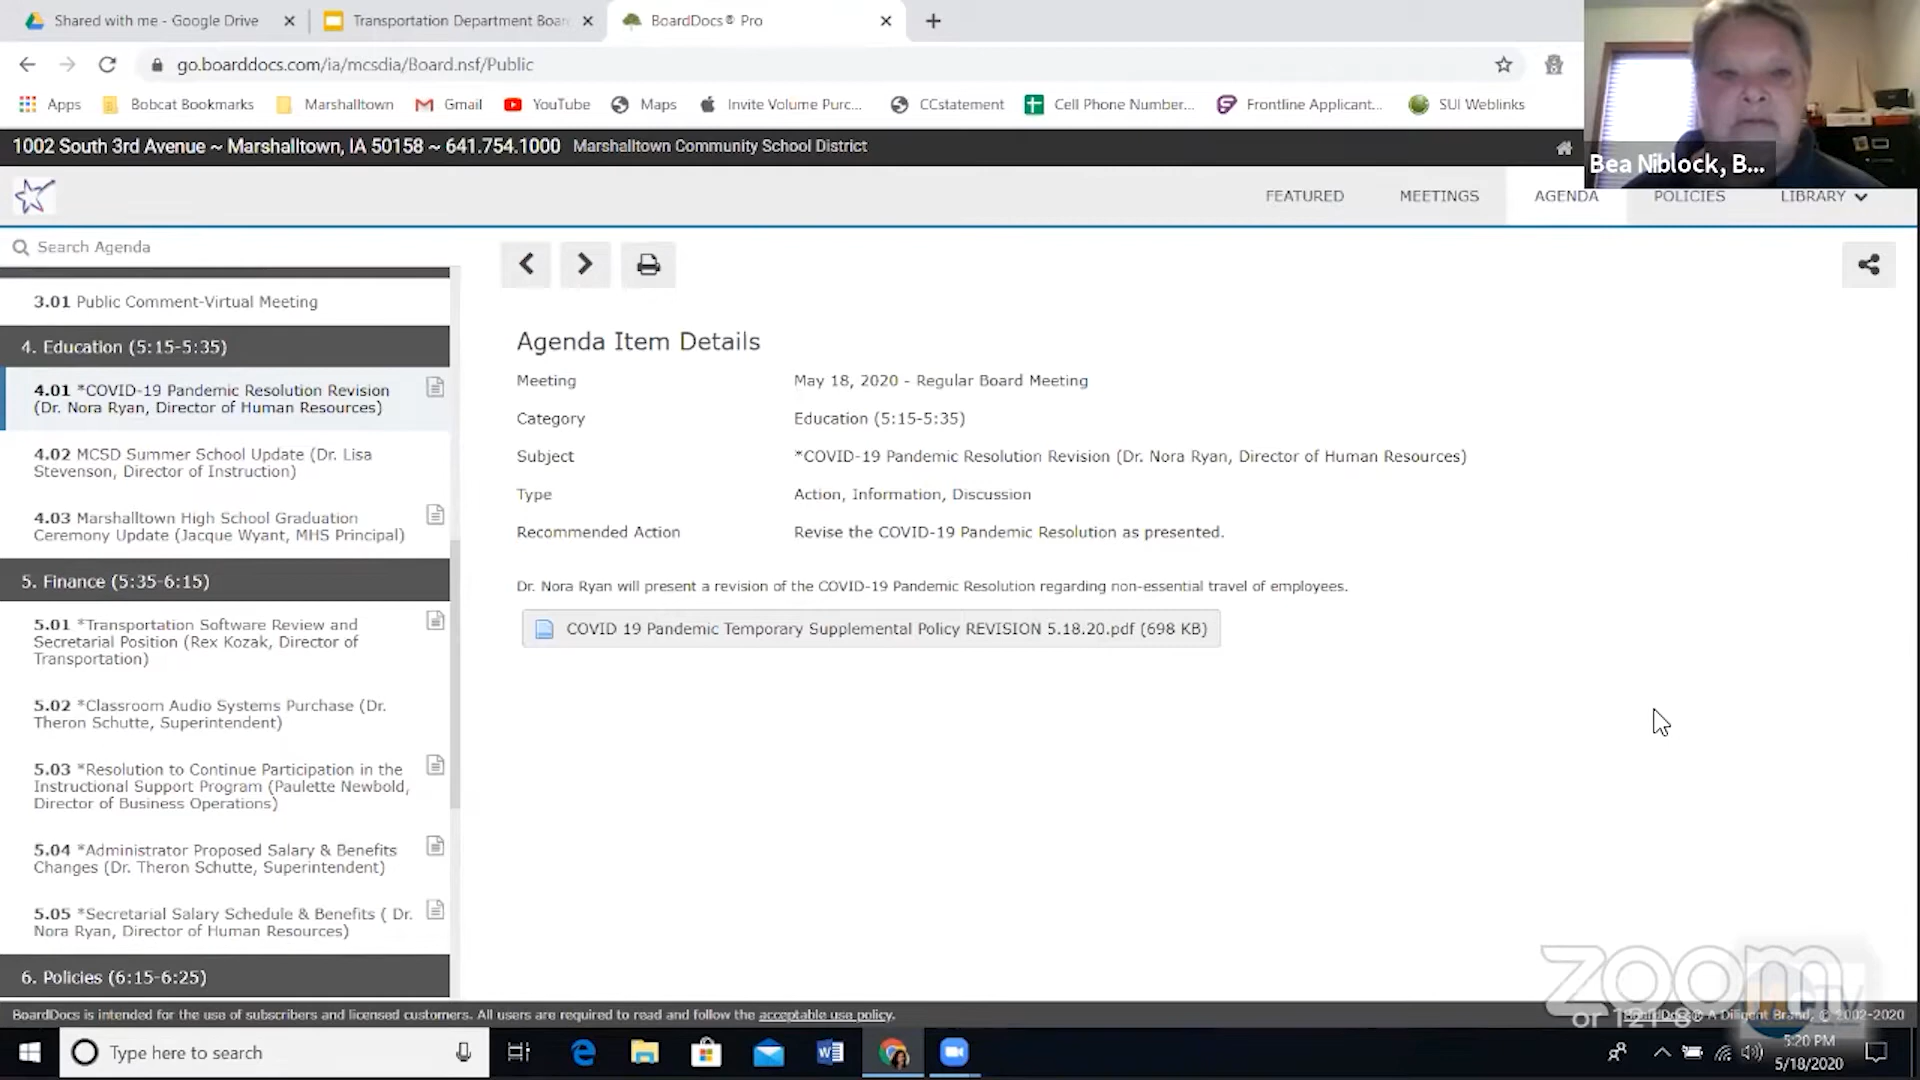 Shared with me - Google Drive
Transportation Department Boar
BoardDocs® Pro
go.boarddocs.com/ia/mcsdia/Board.nsf/Public
Apps
Bobcat Bookmarks
Marshalltown
Gmail
YouTube
Maps
Invite Volume Purc...
CCstatement
Cell Phone Number...
Frontline Applicant...
SUI Weblinks
1002 South 3rd Avenue ~ Marshalltown, IA 50158 ~ 641.754.1000 Marshalltown Community School District
Bea Niblock, B...
FEATURED
MEETINGS
AGENDA
POLICIES
LIBRARY
Search Agenda
3.01 Public Comment-Virtual Meeting
4. Education (5:15-5:35)
4.01 *COVID-19 Pandemic Resolution Revision
(Dr. Nora Ryan, Director of Human Resources)
4.02 MCSD Summer School Update (Dr. Lisa
Stevenson, Director of Instruction)
4.03 Marshalltown High School Graduation
Ceremony Update (Jacque Wyant, MHS Principal)
5. Finance (5:35-6:15)
5.01 *Transportation Software Review and
Secretarial Position (Rex Kozak, Director of
Transportation)
5.02 *Classroom Audio Systems Purchase (Dr.
Theron Schutte, Superintendent)
5.03 *Resolution to Continue Participation in the
Instructional Support Program (Paulette Newbold,
Director of Business Operations)
5.04 *Administrator Proposed Salary & Benefits
Changes (Dr. Theron Schutte, Superintendent)
5.05 *Secretarial Salary Schedule & Benefits ( Dr.
Nora Ryan, Director of Human Resources)
6. Policies (6:15-6:25)
Agenda Item Details
Meeting May 18, 2020 - Regular Board Meeting
Category Education (5:15-5:35)
Subject *COVID-19 Pandemic Resolution Revision (Dr. Nora Ryan, Director of Human Resources)
Type Action, Information, Discussion
Recommended Action Revise the COVID-19 Pandemic Resolution as presented.
Dr. Nora Ryan will present a revision of the COVID-19 Pandemic Resolution regarding non-essential travel of employees.
COVID 19 Pandemic Temporary Supplemental Policy REVISION 5.18.20.pdf (698 KB)
zoom
BoardDocs is intended for the use of subscribers and licensed customers. All users are required to read and follow the acceptable use policy.
BoardDocs® A Diligent Brand, © 2002-2020
Type here to search
5:20 PM
5/18/2020